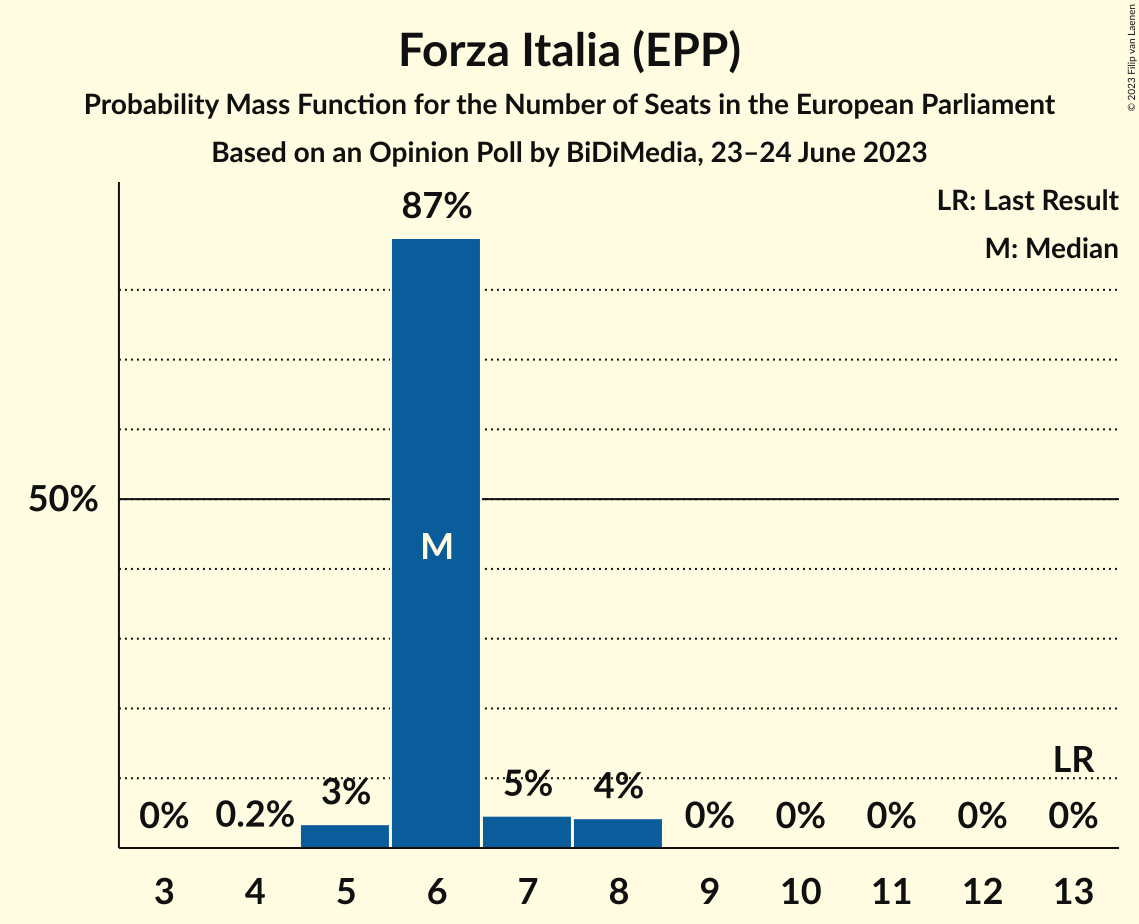 Forza Italia (EPP)
Probability Mass Function for the Number of Seats in the European Parliament
Based on an Opinion Poll by BiDiMedia, 23–24 June 2023
© 2023 Filip van Laenen
LR: Last Result
M: Median
87%
50%
M
LR
0% 0.2% 3% 5% 4% 0% 0% 0% 0% 0%
3 4 5 6 7 8 9 10 11 12 13